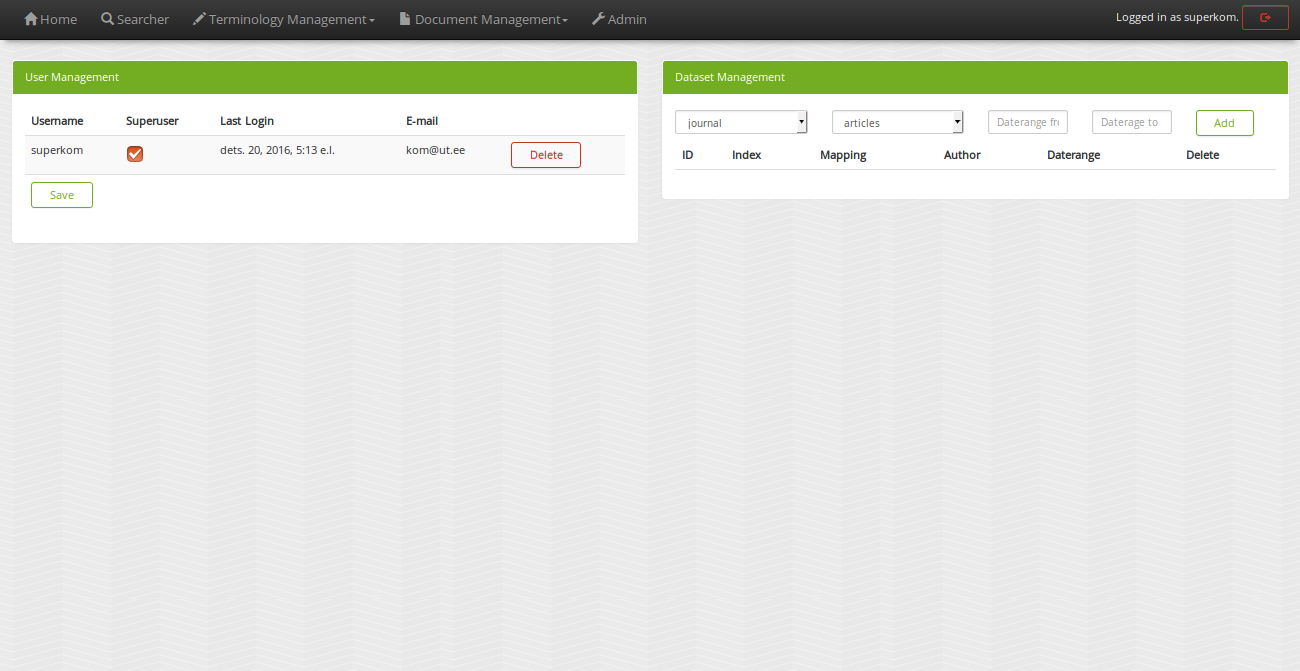 Home Searcher Terminology Management Document Management Admin Logged in as superkom.
User Management
Username Superuser Last Login E-mail
superkom dets. 20, 2016, 5:13 e.l. kom@ut.ee Delete
Save
Dataset Management
journal articles Daterange fr Daterage to Add
ID Index Mapping Author Daterange Delete